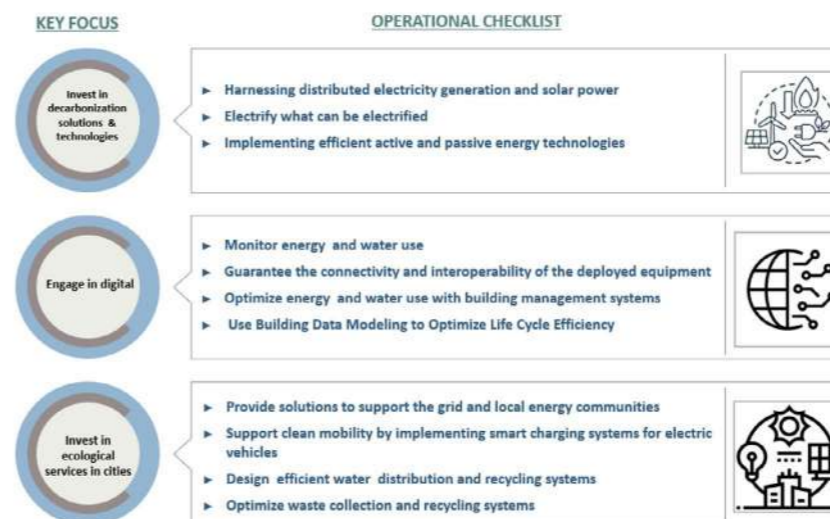 KEY FOCUS
OPERATIONAL CHECKLIST
Invest in
decarbonization
solutions &
technologies
► Harnessing distributed electricity generation and solar power
► Electrify what can be electrified
► Implementing efficient active and passive energy technologies
Engage in digital
► Monitor energy and water use
► Guarantee the connectivity and interoperability of the deployed equipment
► Optimize energy and water use with building management systems
► Use Building Data Modeling to Optimize Life Cycle Efficiency
Invest in
ecological
services in cities
► Provide solutions to support the grid and local energy communities
► Support clean mobility by implementing smart charging systems for electric
vehicles
► Design efficient water distribution and recycling systems
► Optimize waste collection and recycling systems